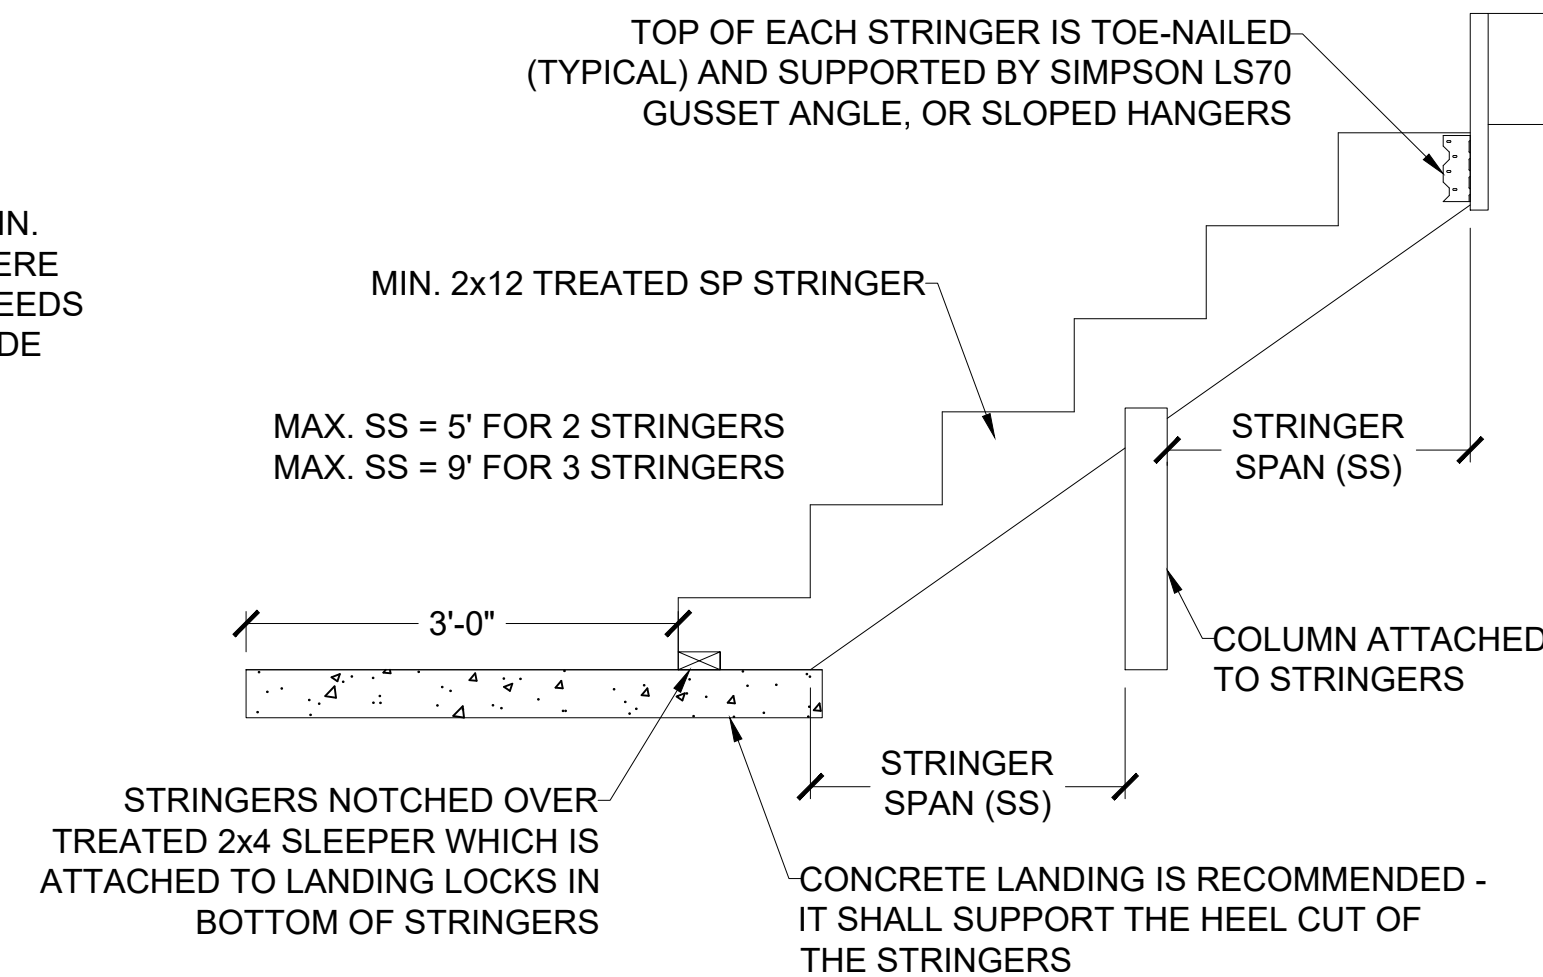 TOP OF EACH STRINGER IS TOE-NAILED
(TYPICAL) AND SUPPORTED BY SIMPSON LS70
GUSSET ANGLE, OR SLOPED HANGERS
IN.
ERE
EEDS
DE
MIN. 2x12 TREATED SP STRINGER
MAX. SS = 5' FOR 2 STRINGERS
MAX. SS = 9' FOR 3 STRINGERS
STRINGER
SPAN (SS)
3'-0"
COLUMN ATTACHED
TO STRINGERS
STRINGER
SPAN (SS)
STRINGERS NOTCHED OVER
TREATED 2x4 SLEEPER WHICH IS
ATTACHED TO LANDING LOCKS IN
BOTTOM OF STRINGERS
CONCRETE LANDING IS RECOMMENDED -
IT SHALL SUPPORT THE HEEL CUT OF
THE STRINGERS